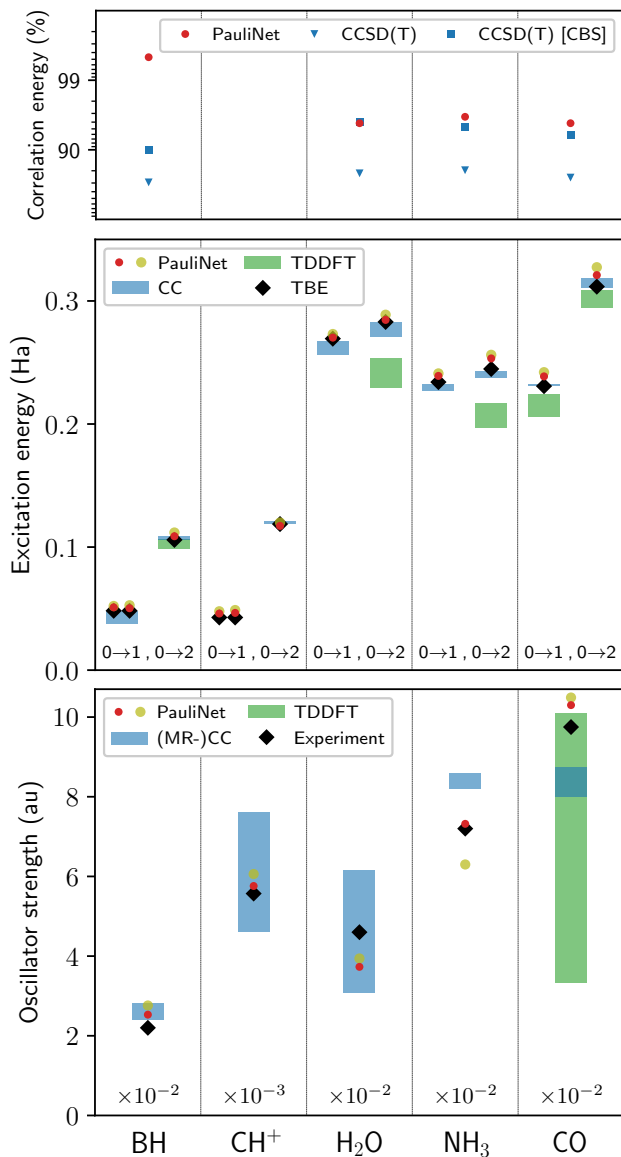 Correlation energy (%)
PauliNet CCSD(T) CCSD(T) [CBS]
99
90
Excitation energy (Ha)
PauliNet TDDFT
CC TBE
0.3
0.2
0.1
0.0
0→1 , 0→2 0→1 , 0→2 0→1 , 0→2 0→1 , 0→2 0→1 , 0→2
Oscillator strength (au)
PauliNet TDDFT
(MR-)CC Experiment
10
8
6
4
2
0
×10⁻² ×10⁻³ ×10⁻² ×10⁻² ×10⁻²
BH CH⁺ H₂O NH₃ CO